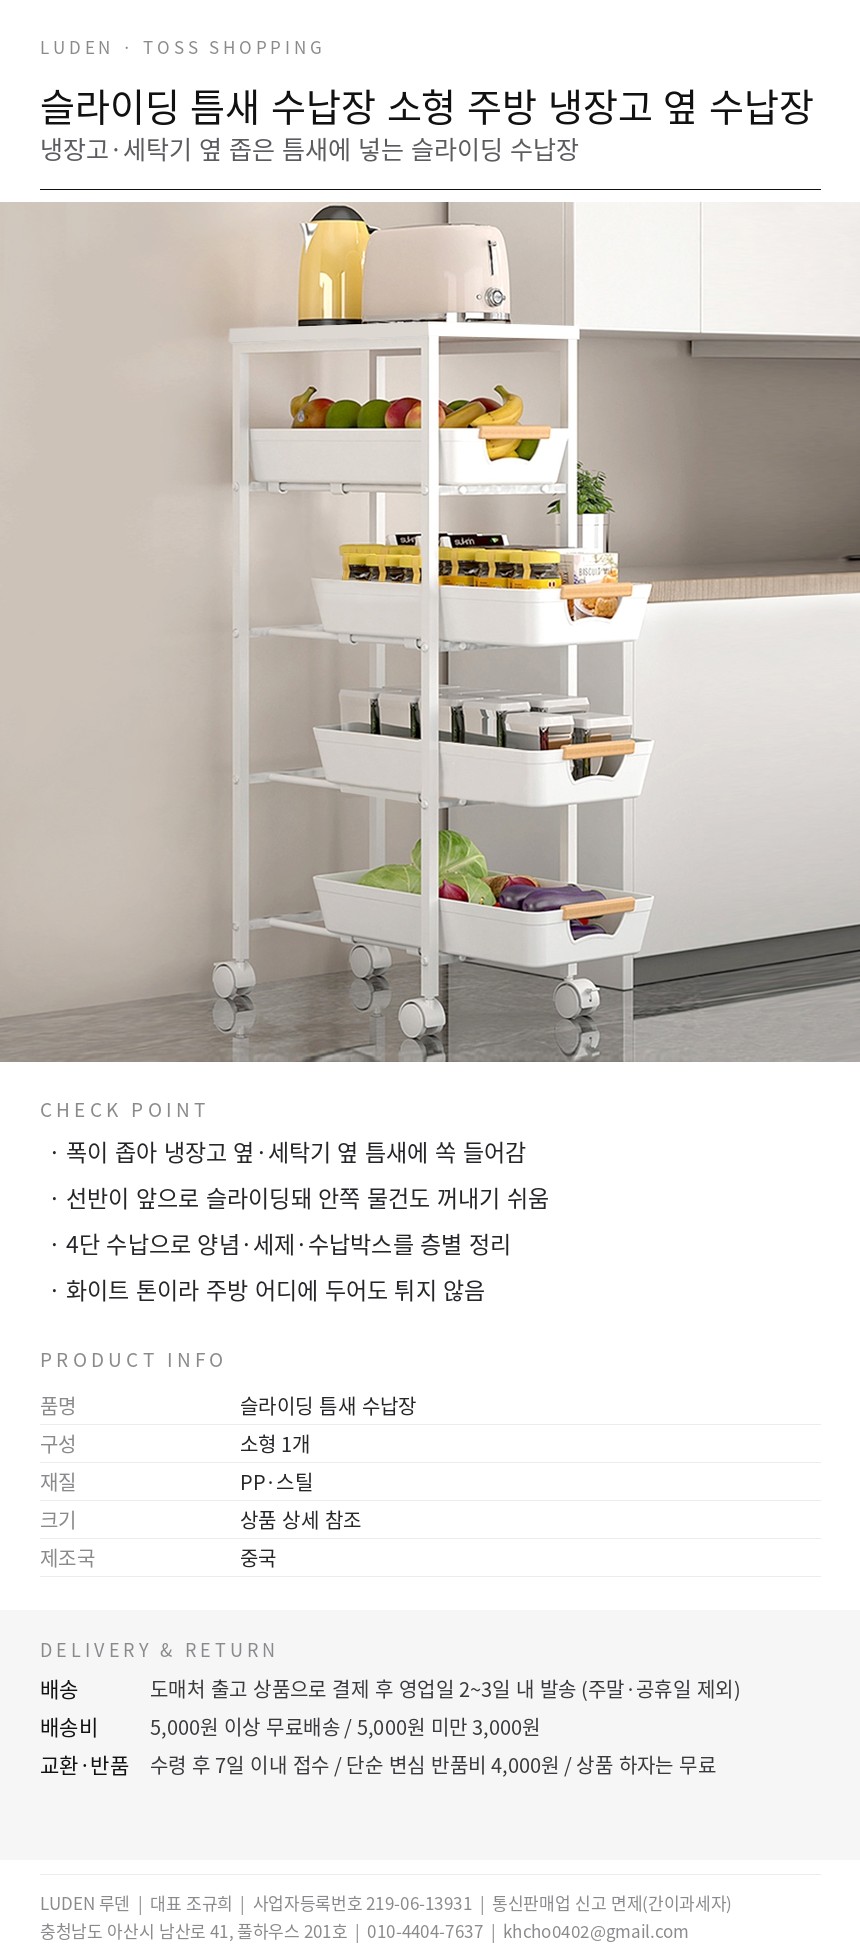 LUDEN · TOSS SHOPPING
슬라이딩 틈새 수납장 소형 주방 냉장고 옆 수납장
냉장고·세탁기 옆 좁은 틈새에 넣는 슬라이딩 수납장
BISCUIT
CHECK POINT
· 폭이 좁아 냉장고 옆·세탁기 옆 틈새에 쏙 들어감
· 선반이 앞으로 슬라이딩돼 안쪽 물건도 꺼내기 쉬움
· 4단 수납으로 양념·세제·수납박스를 층별 정리
· 화이트 톤이라 주방 어디에 두어도 튀지 않음
PRODUCT INFO
품명 슬라이딩 틈새 수납장
구성 소형 1개
재질 PP·스틸
크기 상품 상세 참조
제조국 중국
DELIVERY & RETURN
배송 도매처 출고 상품으로 결제 후 영업일 2~3일 내 발송 (주말·공휴일 제외)
배송비 5,000원 이상 무료배송 / 5,000원 미만 3,000원
교환·반품 수령 후 7일 이내 접수 / 단순 변심 반품비 4,000원 / 상품 하자는 무료
LUDEN 루덴 | 대표 조규희 | 사업자등록번호 219-06-13931 | 통신판매업 신고 면제(간이과세자)
충청남도 아산시 남산로 41, 풀하우스 201호 | 010-4404-7637 | khcho0402@gmail.com